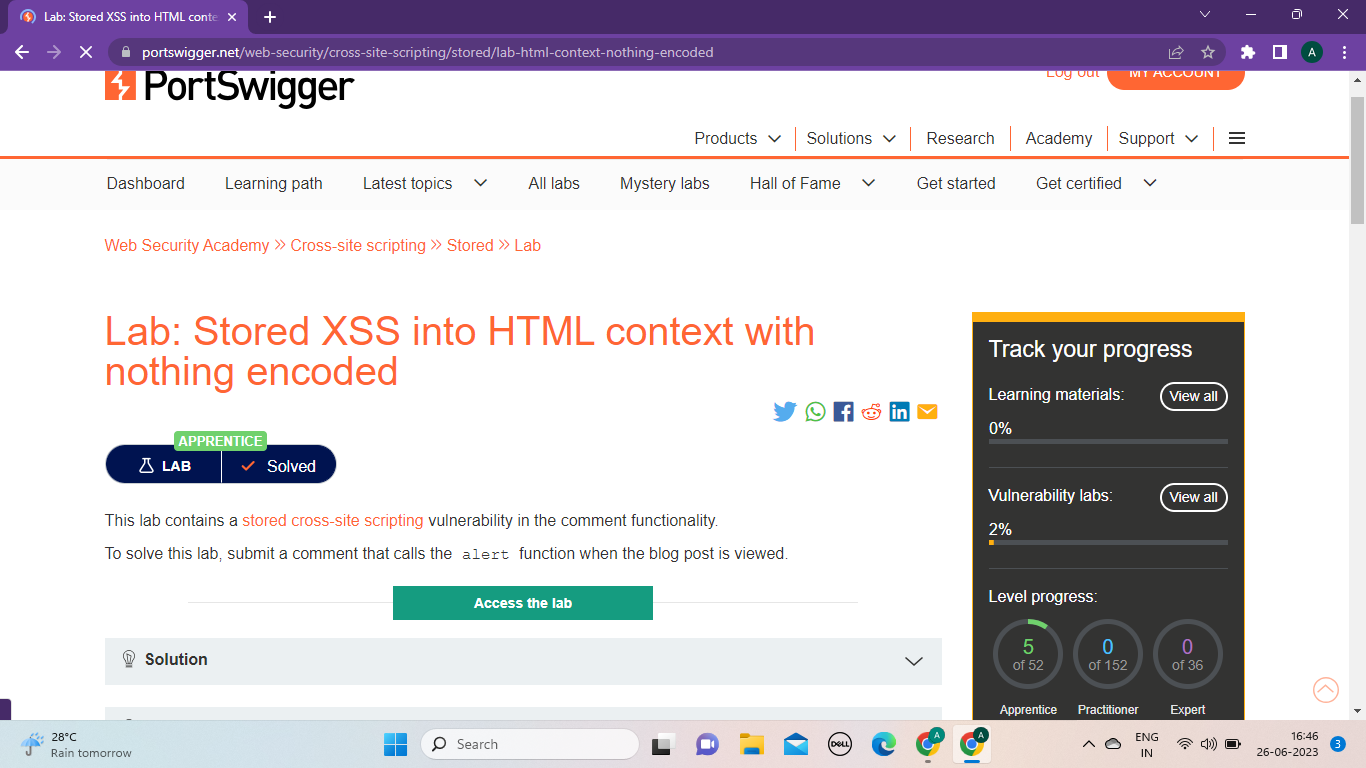 Lab: Stored XSS into HTML conte
portswigger.net/web-security/cross-site-scripting/stored/lab-html-context-nothing-encoded
A
PortSwigger
Log out
MY ACCOUNT
Products
Solutions
Research
Academy
Support
Dashboard
Learning path
Latest topics
All labs
Mystery labs
Hall of Fame
Get started
Get certified
Web Security Academy » Cross-site scripting » Stored » Lab
Lab: Stored XSS into HTML context with
nothing encoded
APPRENTICE
LAB
Solved
This lab contains a stored cross-site scripting vulnerability in the comment functionality.
To solve this lab, submit a comment that calls the alert function when the blog post is viewed.
Access the lab
Solution
Track your progress
Learning materials:
View all
0%
Vulnerability labs:
View all
2%
Level progress:
5
of 52
0
of 152
0
of 36
Apprentice
Practitioner
Expert
28°C
Rain tomorrow
Search
DELL
A
A
ENG
IN
16:46
26-06-2023
3